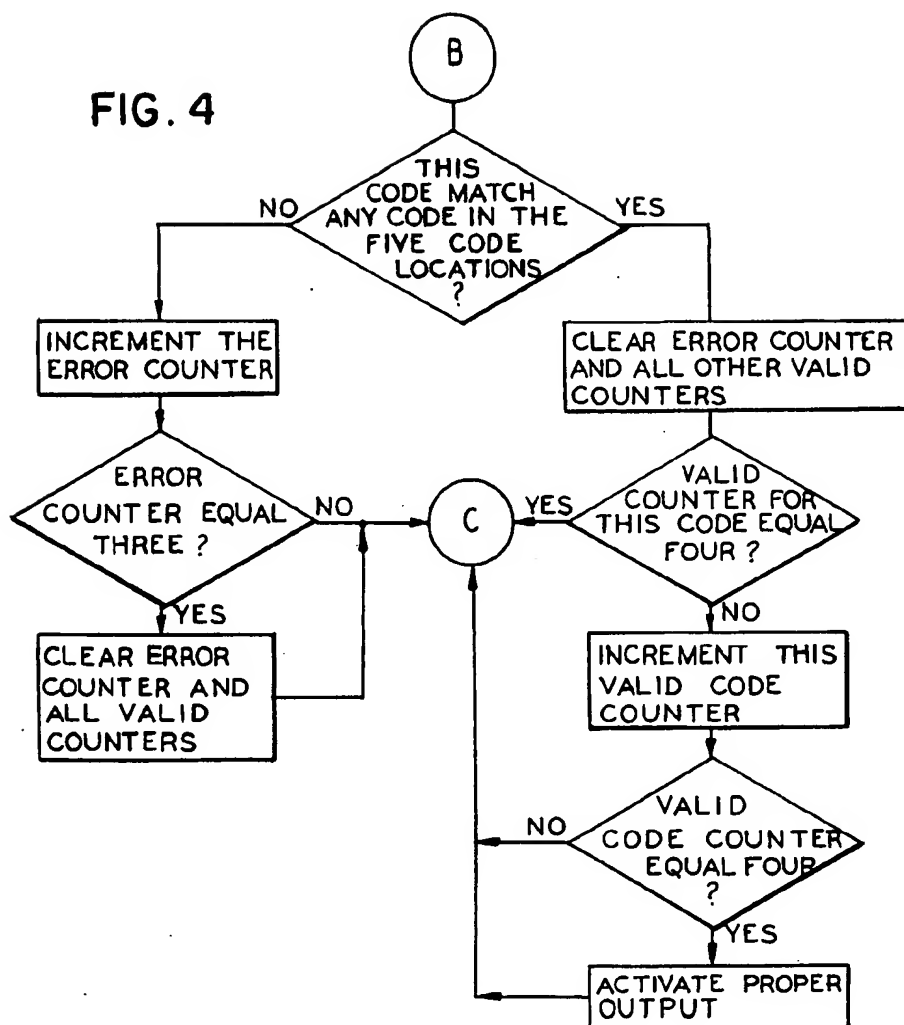 B
FIG. 4
THIS
CODE MATCH
ANY CODE IN THE
FIVE CODE
LOCATIONS
?
NO
YES
INCREMENT THE
ERROR COUNTER
CLEAR ERROR COUNTER
AND ALL OTHER VALID
COUNTERS
ERROR
COUNTER EQUAL
THREE ?
NO
C
YES
VALID
COUNTER FOR
THIS CODE EQUAL
FOUR ?
YES
NO
CLEAR ERROR
COUNTER AND
ALL VALID
COUNTERS
INCREMENT THIS
VALID CODE
COUNTER
NO
VALID
CODE COUNTER
EQUAL FOUR
?
YES
ACTIVATE PROPER
OUTPUT